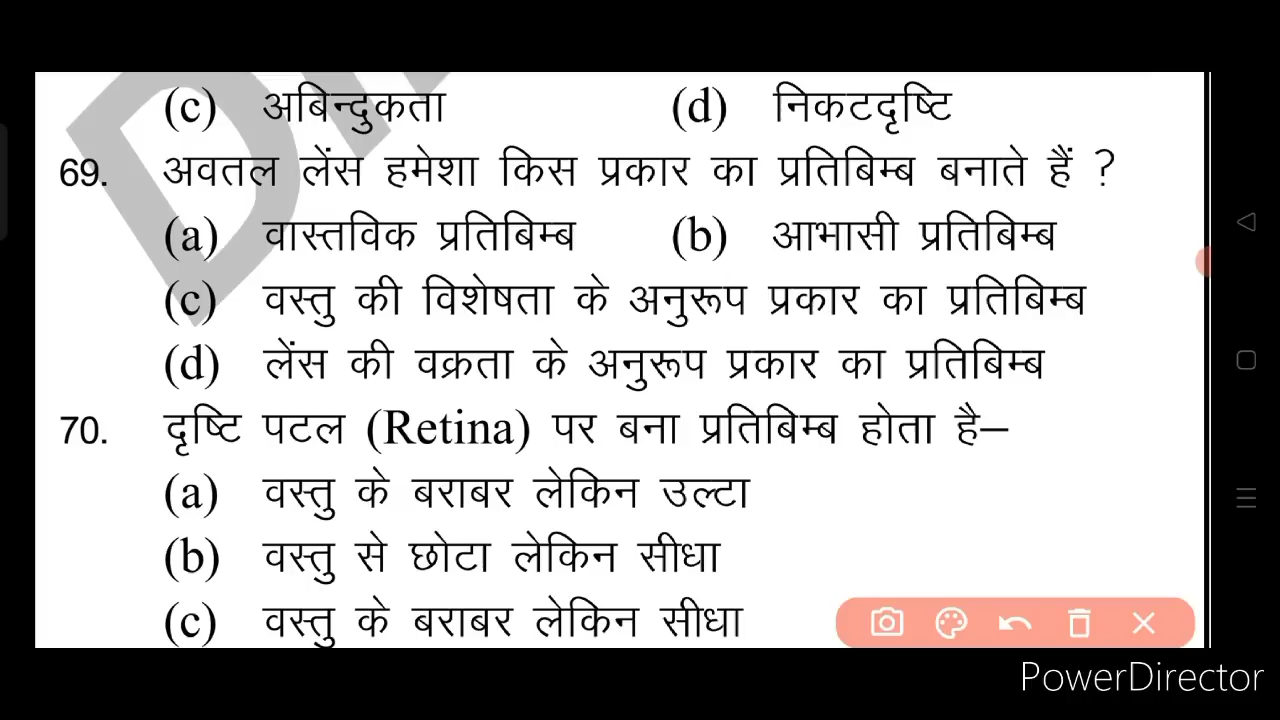 (c) अबिन्दुकता (d) निकटदृष्टि
69. अवतल लेंस हमेशा किस प्रकार का प्रतिबिम्ब बनाते हैं ?
(a) वास्तविक प्रतिबिम्ब (b) आभासी प्रतिबिम्ब
(c) वस्तु की विशेषता के अनुरूप प्रकार का प्रतिबिम्ब
(d) लेंस की वक्रता के अनुरूप प्रकार का प्रतिबिम्ब
70. दृष्टि पटल (Retina) पर बना प्रतिबिम्ब होता है–
(a) वस्तु के बराबर लेकिन उल्टा
(b) वस्तु से छोटा लेकिन सीधा
(c) वस्तु के बराबर लेकिन सीधा
PowerDirector